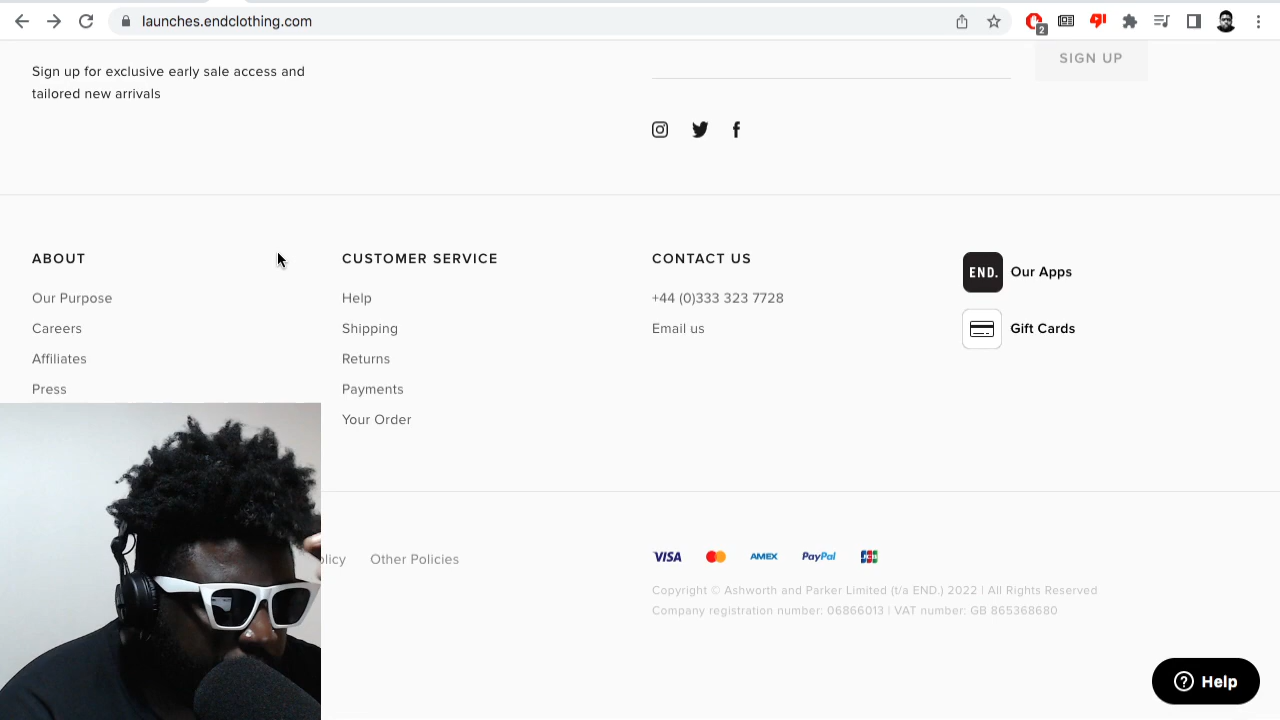 launches.endclothing.com
2
Sign up for exclusive early sale access and
tailored new arrivals
SIGN UP
ABOUT
Our Purpose
Careers
Affiliates
Press
CUSTOMER SERVICE
Help
Shipping
Returns
Payments
Your Order
CONTACT US
+44 (0)333 323 7728
Email us
END.
Our Apps
Gift Cards
olicy
Other Policies
VISA
AMEX
PayPal
JCB
Copyright © Ashworth and Parker Limited (t/a END.) 2022 | All Rights Reserved
Company registration number: 06866013 | VAT number: GB 865368680
Help